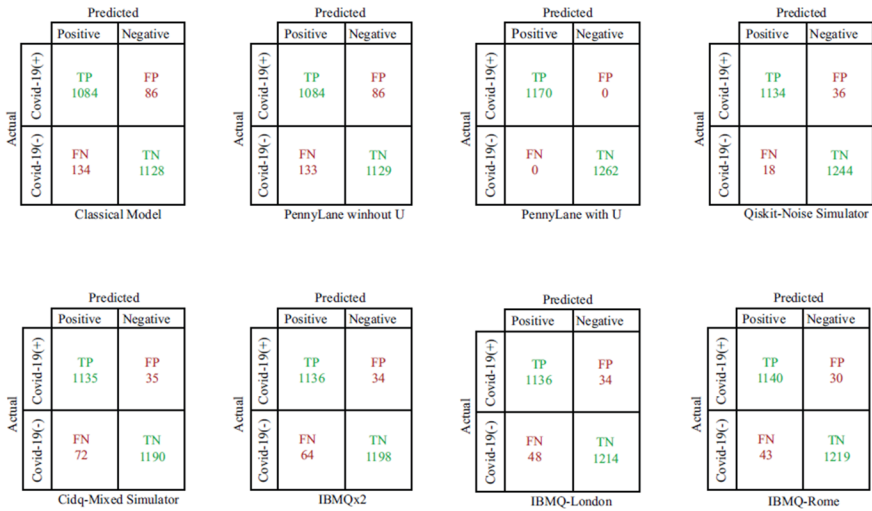 Predicted
Positive Negative
Actual
Covid-19(+)
TP FP
1084 86
Covid-19(-)
FN TN
134 1128
Classical Model
Predicted
Positive Negative
Actual
Covid-19(+)
TP FP
1084 86
Covid-19(-)
FN TN
133 1129
PennyLane winhout U
Predicted
Positive Negative
Actual
Covid-19(+)
TP FP
1170 0
Covid-19(-)
FN TN
0 1262
PennyLane with U
Predicted
Positive Negative
Actual
Covid-19(+)
TP FP
1134 36
Covid-19(-)
FN TN
18 1244
Qiskit-Noise Simulator
Predicted
Positive Negative
Actual
Covid-19(+)
TP FP
1135 35
Covid-19(-)
FN TN
72 1190
Cidq-Mixed Simulator
Predicted
Positive Negative
Actual
Covid-19(+)
TP FP
1136 34
Covid-19(-)
FN TN
64 1198
IBMQx2
Predicted
Positive Negative
Actual
Covid-19(+)
TP FP
1136 34
Covid-19(-)
FN TN
48 1214
IBMQ-London
Predicted
Positive Negative
Actual
Covid-19(+)
TP FP
1140 30
Covid-19(-)
FN TN
43 1219
IBMQ-Rome